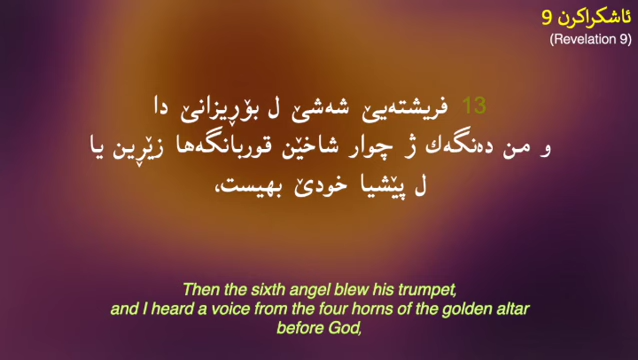 ئاشکراکرن 9
(Revelation 9)
13 فریشتەیێ شەشێ ل بۆڕیزانێ دا
و من دەنگەك ژ چوار شاخێن قوربانگەها زێڕین یا
ل پێشیا خودێ بهیست،
Then the sixth angel blew his trumpet,
and I heard a voice from the four horns of the golden altar
before God,